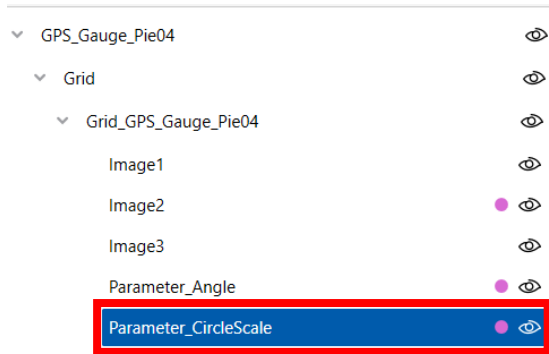 GPS_Gauge_Pie04
Grid
Grid_GPS_Gauge_Pie04
Image1
Image2
Image3
Parameter_Angle
Parameter_CircleScale